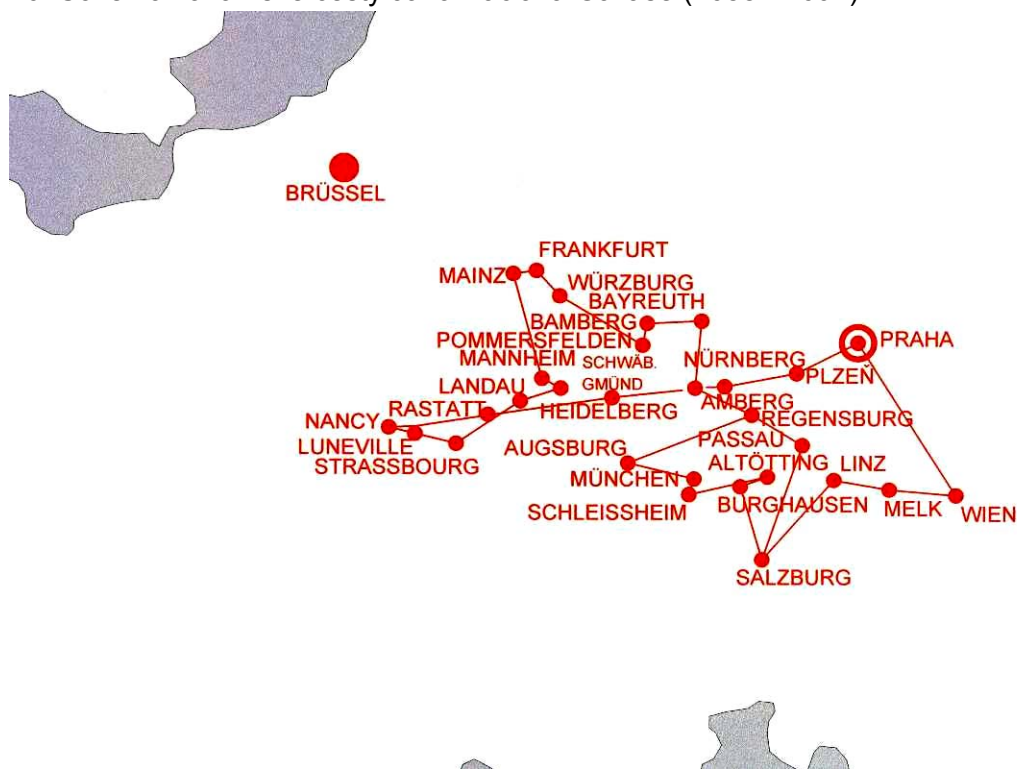 BRÜSSEL
FRANKFURT
MAINZ
WÜRZBURG
BAYREUTH
BAMBERG
POMMERSFELDEN
PRAHA
MANNHEIM
SCHWÄB.
GMÜND
NÜRNBERG
PLZEŇ
LANDAU
AMBERG
RASTATT
HEIDELBERG
NANCY
REGENSBURG
LUNEVILLE
PASSAU
AUGSBURG
STRASSBOURG
ALTÖTTING
LINZ
MÜNCHEN
BURGHAUSEN
MELK
SCHLEISSHEIM
WIEN
SALZBURG